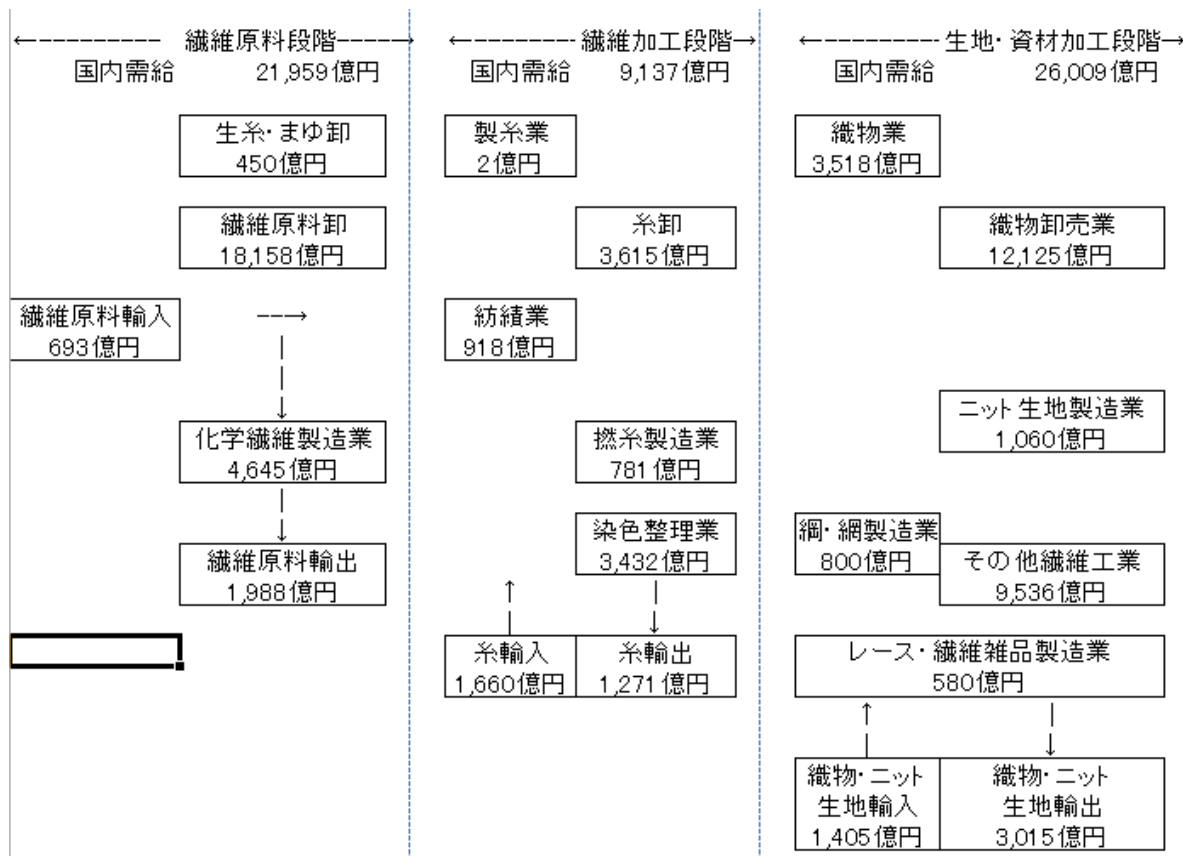 ←---------- 繊維原料段階------→
国内需給 21,959億円
生糸・まゆ卸
450億円
繊維原料卸
18,158億円
繊維原料輸入
693億円
---→
化学繊維製造業
4,645億円
繊維原料輸出
1,988億円
←---------- 繊維加工段階→
国内需給 9,137億円
製糸業
2億円
糸卸
3,615億円
紡績業
918億円
撚糸製造業
781億円
染色整理業
3,432億円
糸輸入
1,660億円
糸輸出
1,271億円
←---------- 生地・資材加工段階→
国内需給 26,009億円
織物業
3,518億円
織物卸売業
12,125億円
ニット生地製造業
1,060億円
綱・網製造業
800億円
その他繊維工業
9,536億円
レース・繊維雑品製造業
580億円
織物・ニット
生地輸入
1,405億円
織物・ニット
生地輸出
3,015億円